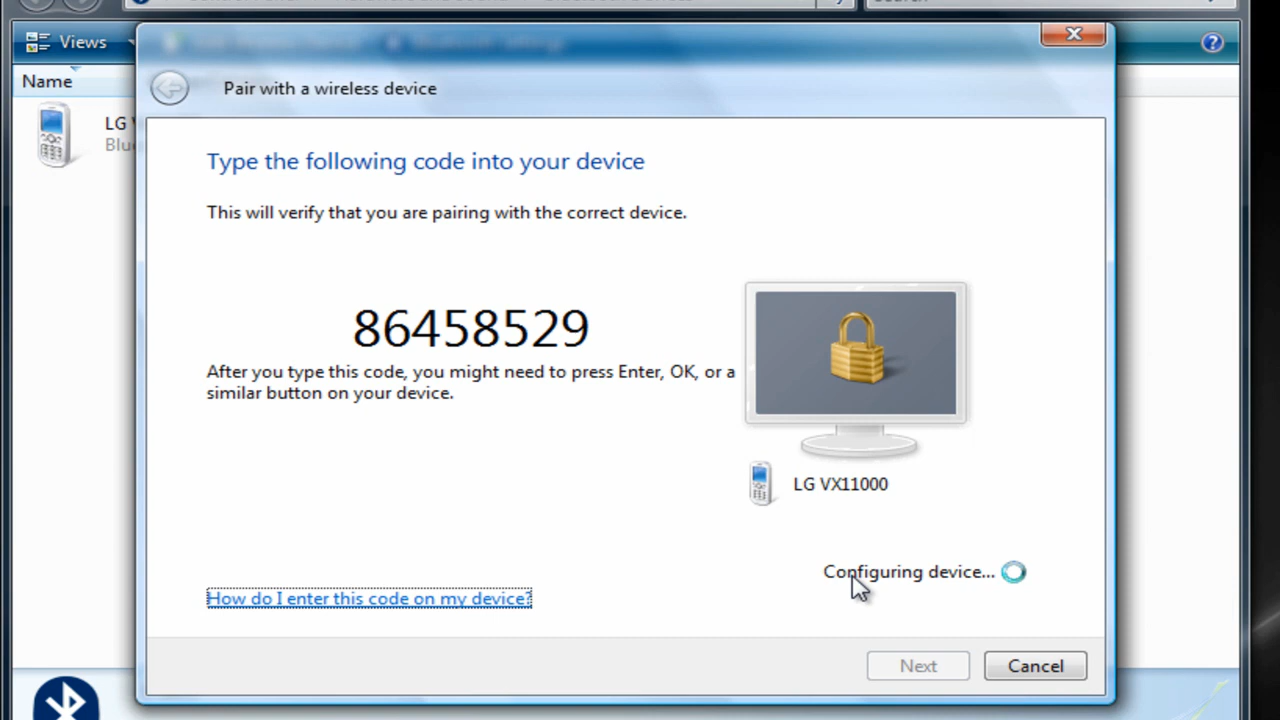 Views
Name
LG
Pair with a wireless device
Type the following code into your device
This will verify that you are pairing with the correct device.
86458529
After you type this code, you might need to press Enter, OK, or a
similar button on your device.
LG VX11000
Configuring device...
How do I enter this code on my device?
Next
Cancel